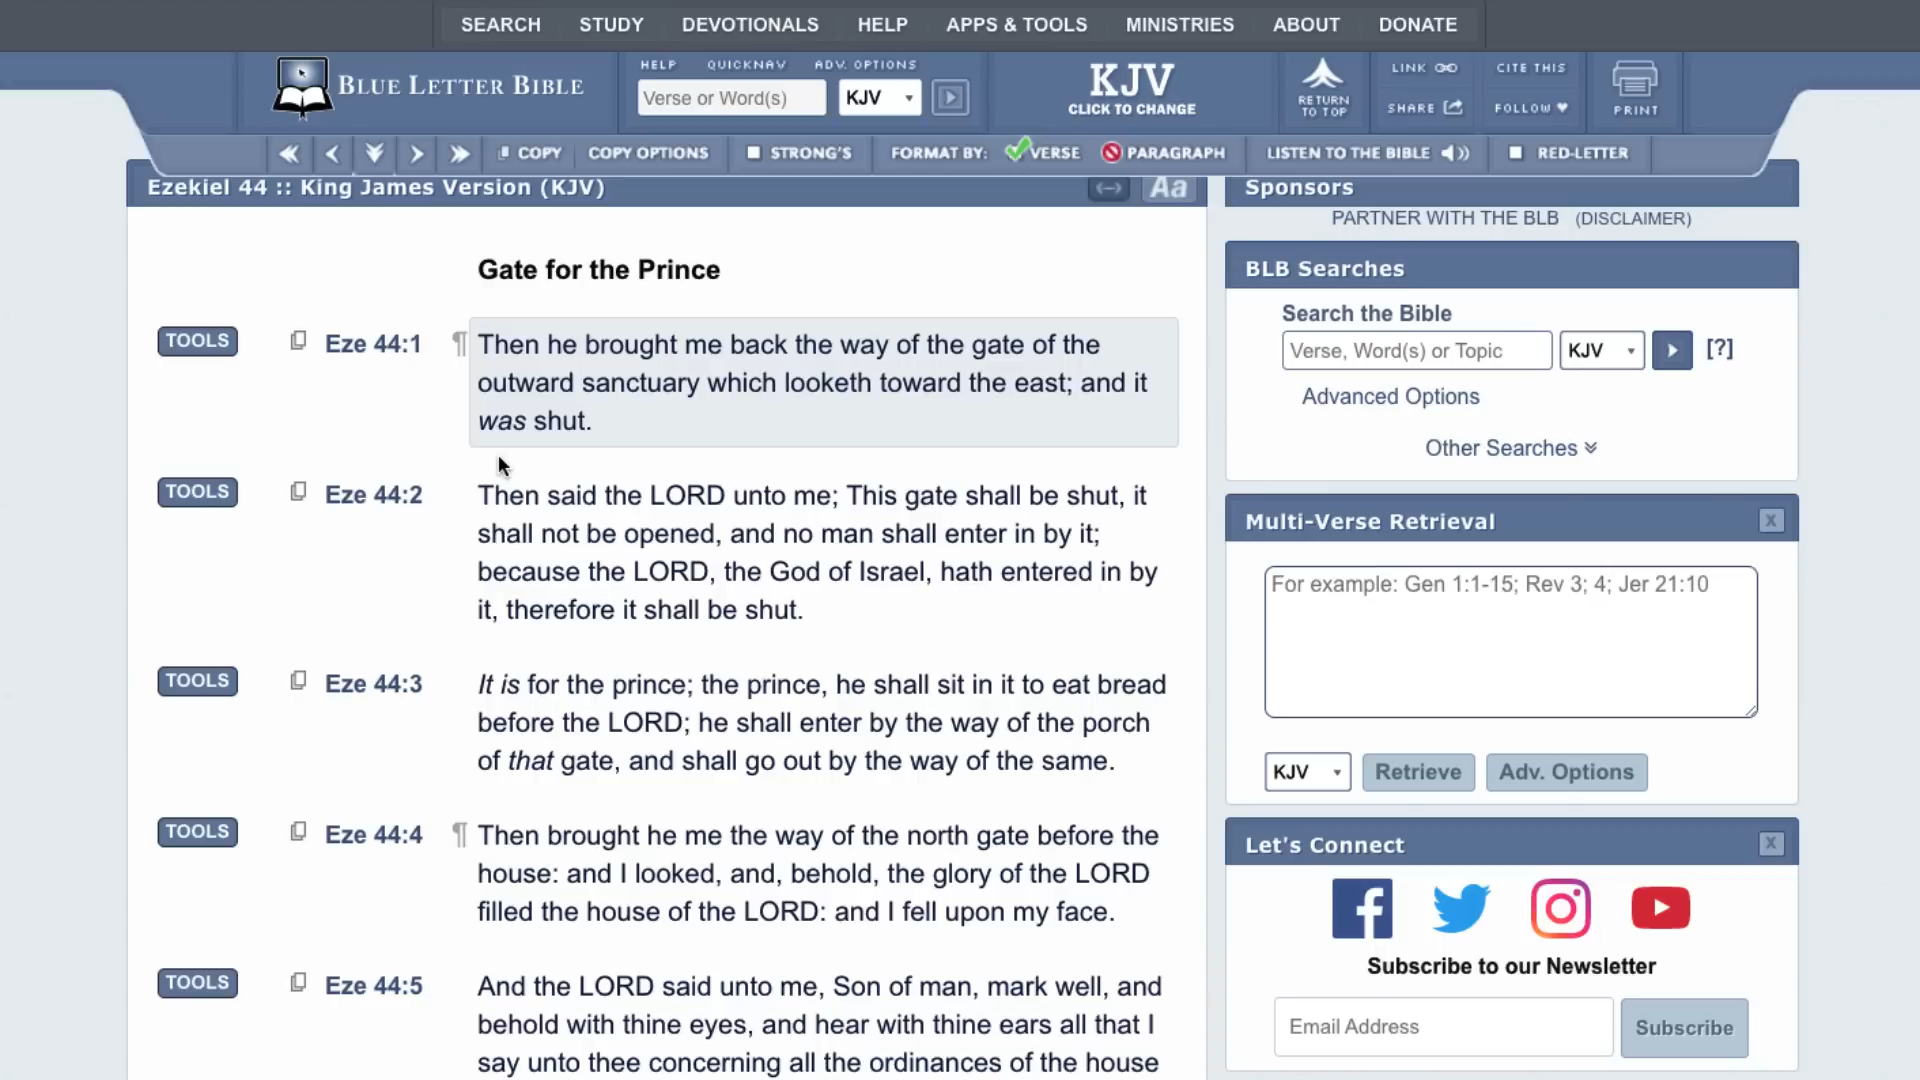 SEARCH STUDY DEVOTIONALS HELP APPS & TOOLS MINISTRIES ABOUT DONATE
BLUE LETTER BIBLE
HELP QUICKNAV ADV. OPTIONS
Verse or Word(s) KJV
KJV
CLICK TO CHANGE
RETURN
TO TOP
LINK
SHARE
CITE THIS
FOLLOW
PRINT
COPY COPY OPTIONS STRONG'S FORMAT BY: VERSE PARAGRAPH LISTEN TO THE BIBLE RED-LETTER
Ezekiel 44 :: King James Version (KJV)
Aa
Gate for the Prince
TOOLS Eze 44:1 ¶ Then he brought me back the way of the gate of the
outward sanctuary which looketh toward the east; and it
was shut.
TOOLS Eze 44:2 Then said the LORD unto me; This gate shall be shut, it
shall not be opened, and no man shall enter in by it;
because the LORD, the God of Israel, hath entered in by
it, therefore it shall be shut.
TOOLS Eze 44:3 It is for the prince; the prince, he shall sit in it to eat bread
before the LORD; he shall enter by the way of the porch
of that gate, and shall go out by the way of the same.
TOOLS Eze 44:4 ¶ Then brought he me the way of the north gate before the
house: and I looked, and, behold, the glory of the LORD
filled the house of the LORD: and I fell upon my face.
TOOLS Eze 44:5 And the LORD said unto me, Son of man, mark well, and
behold with thine eyes, and hear with thine ears all that I
say unto thee concerning all the ordinances of the house
Sponsors
PARTNER WITH THE BLB (DISCLAIMER)
BLB Searches
Search the Bible
Verse, Word(s) or Topic KJV [?]
Advanced Options
Other Searches
Multi-Verse Retrieval X
For example: Gen 1:1-15; Rev 3; 4; Jer 21:10
KJV Retrieve Adv. Options
Let's Connect X
Subscribe to our Newsletter
Email Address Subscribe